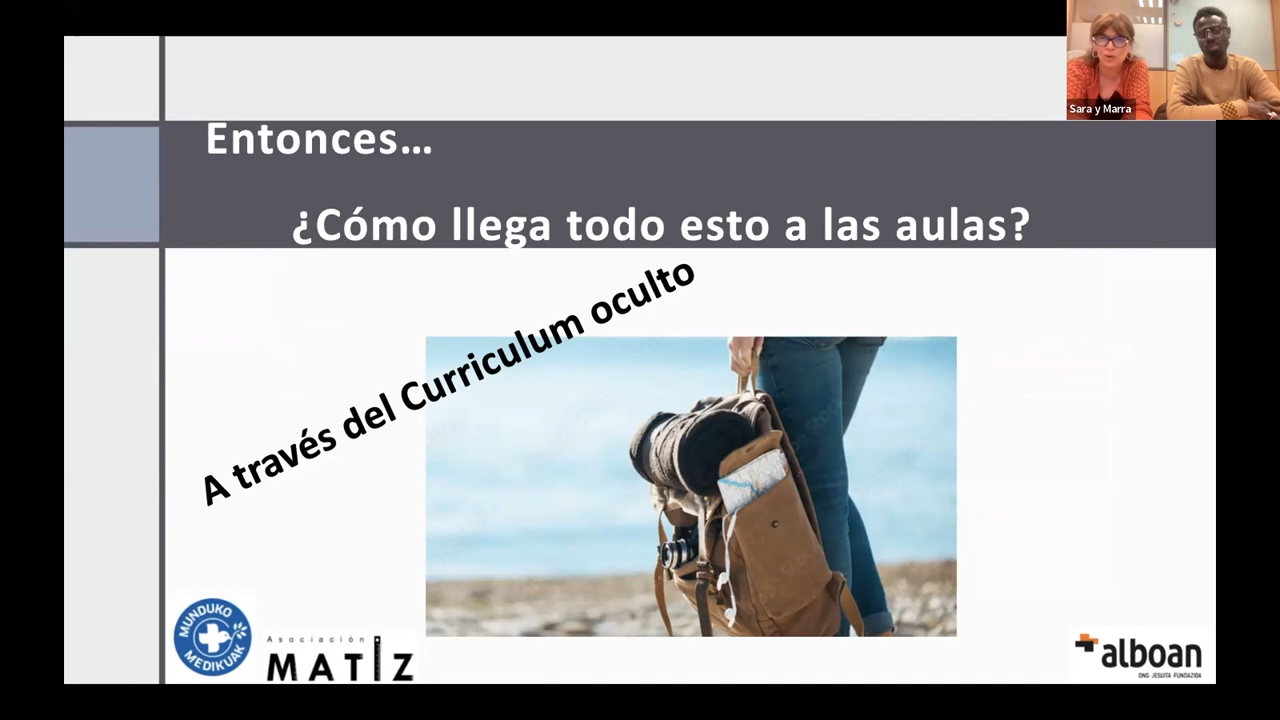 Sara y Marra
Entonces...
¿Cómo llega todo esto a las aulas?
A través del Curriculum oculto
MUNDUKO
MEDIKUAK
Asociación
MATIZ
alboan
ONG JESUITA FUNDAZIOA